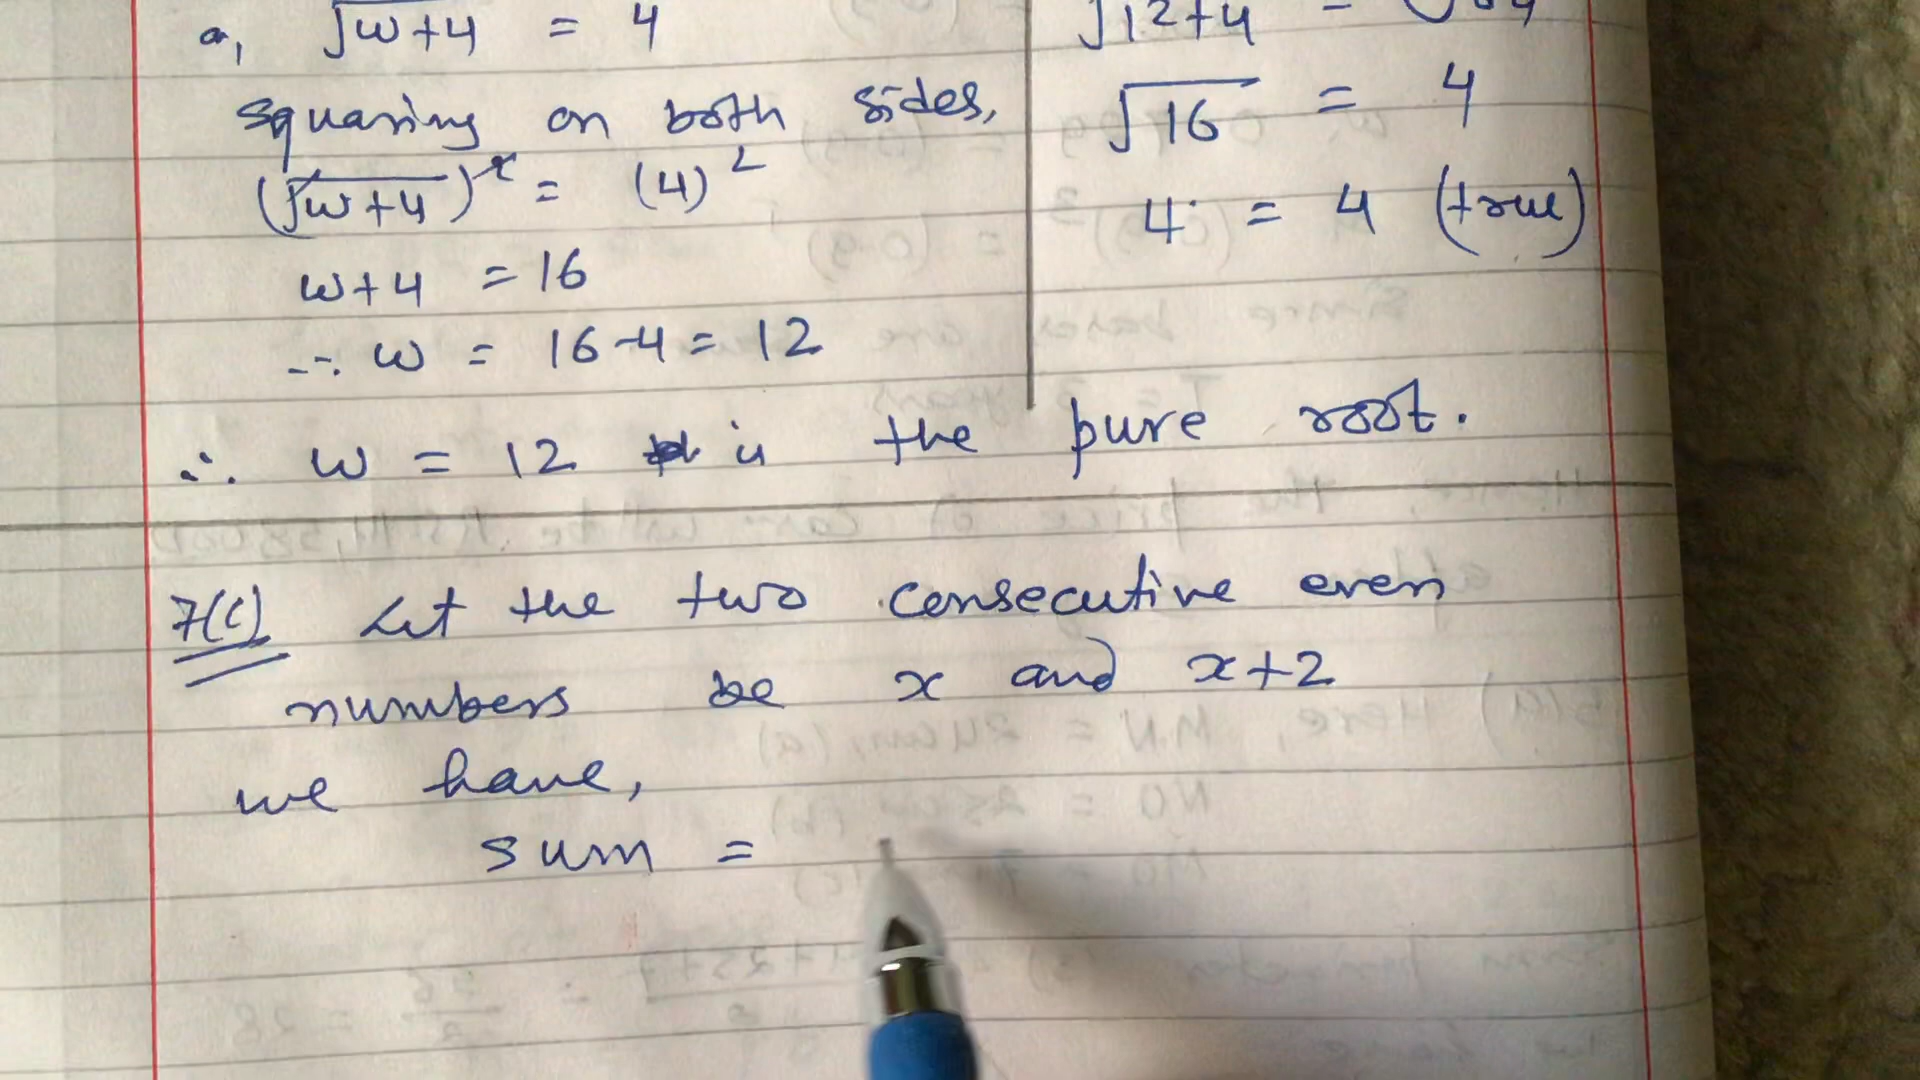 a, √w+4 = 4
squaring on both sides,
(√w+4)² = (4)²
w+4 = 16
∴ w = 16-4 = 12
√12+4 =
√16 = 4
4 = 4 (true)
∴ w = 12 is the pure root.
7(c) Let the two consecutive even
numbers be x and x+2
we have,
sum =